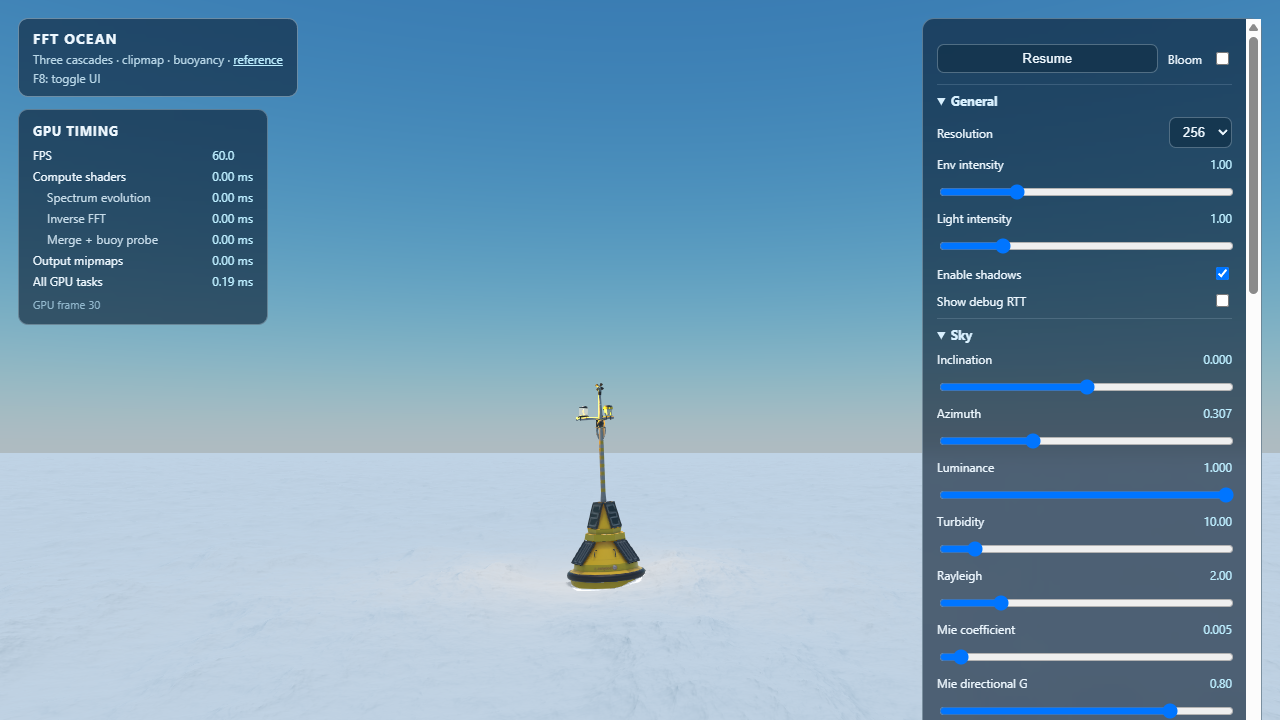 FFT OCEAN
Three cascades · clipmap · buoyancy · reference
F8: toggle UI
GPU TIMING
FPS 60.0
Compute shaders 0.00 ms
Spectrum evolution 0.00 ms
Inverse FFT 0.00 ms
Merge + buoy probe 0.00 ms
Output mipmaps 0.00 ms
All GPU tasks 0.19 ms
GPU frame 30
Resume Bloom
▼ General
Resolution 256
Env intensity 1.00
Light intensity 1.00
Enable shadows
Show debug RTT
▼ Sky
Inclination 0.000
Azimuth 0.307
Luminance 1.000
Turbidity 10.00
Rayleigh 2.00
Mie coefficient 0.005
Mie directional G 0.80